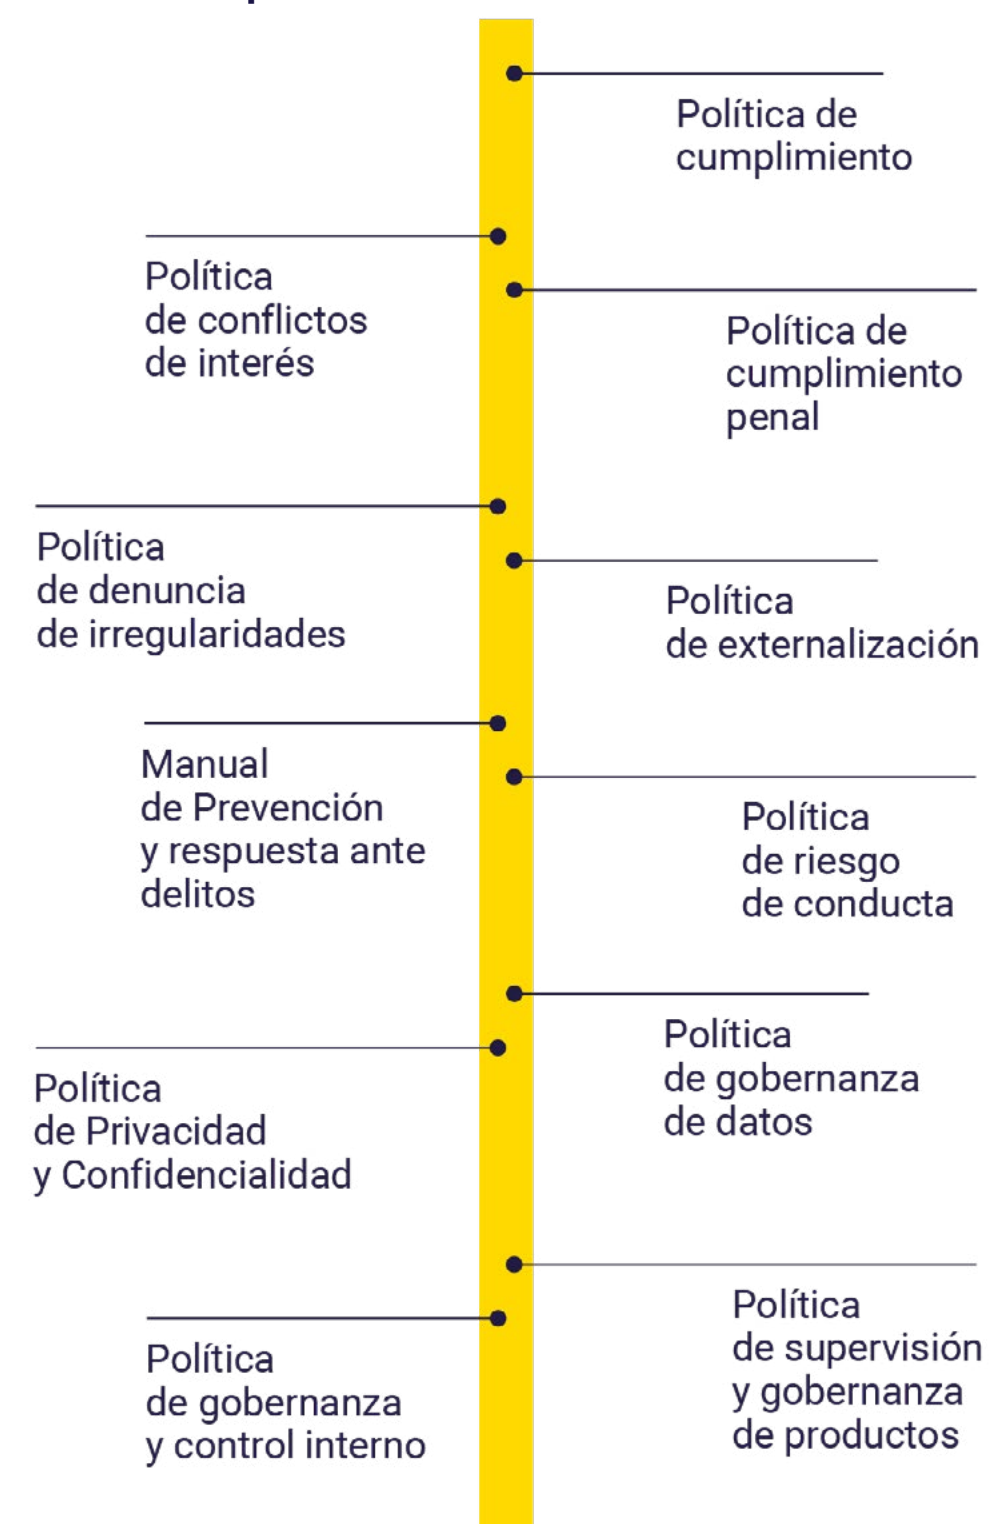 Política de
cumplimiento
Política
de conflictos
de interés
Política de
cumplimiento
penal
Política
de denuncia
de irregularidades
Política
de externalización
Manual
de Prevención
y respuesta ante
delitos
Política
de riesgo
de conducta
Política
de gobernanza
de datos
Política
de Privacidad
y Confidencialidad
Política
de supervisión
y gobernanza
de productos
Política
de gobernanza
y control interno